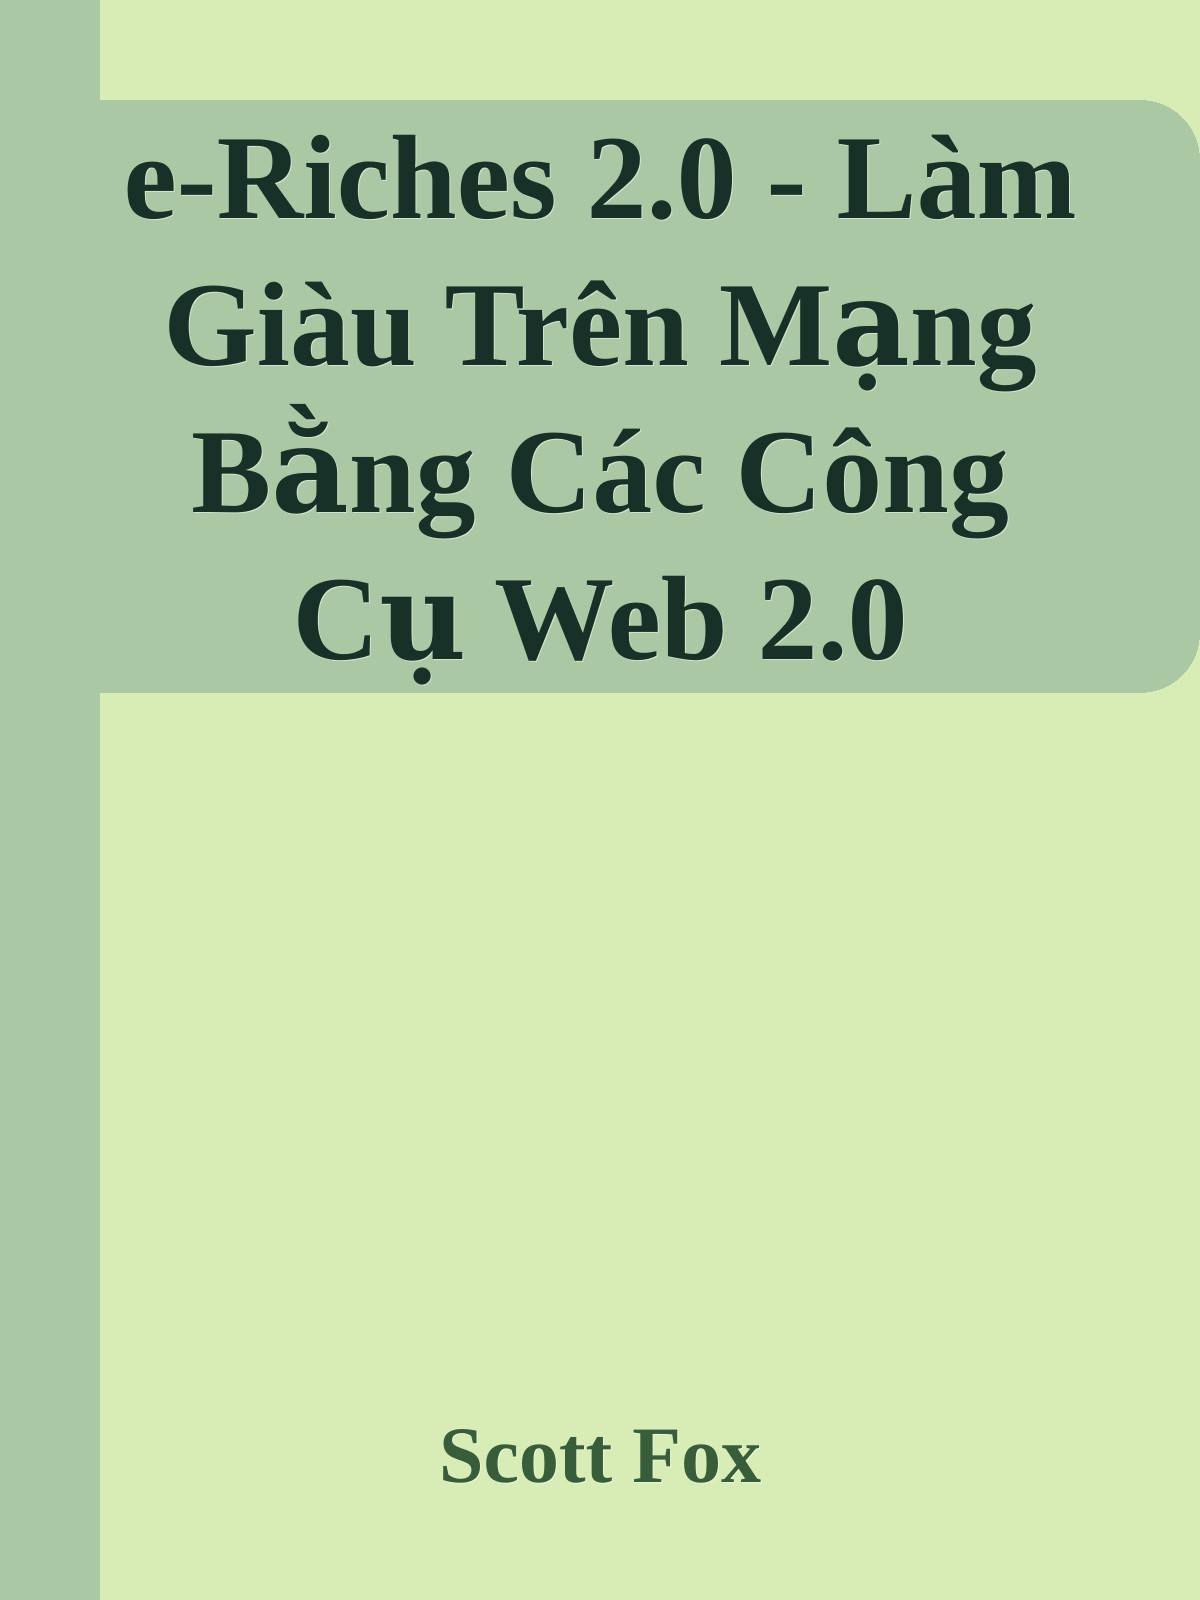 e-Riches 2.0 - Làm
Giàu Trên Mạng
Bằng Các Công
Cụ Web 2.0
Scott Fox